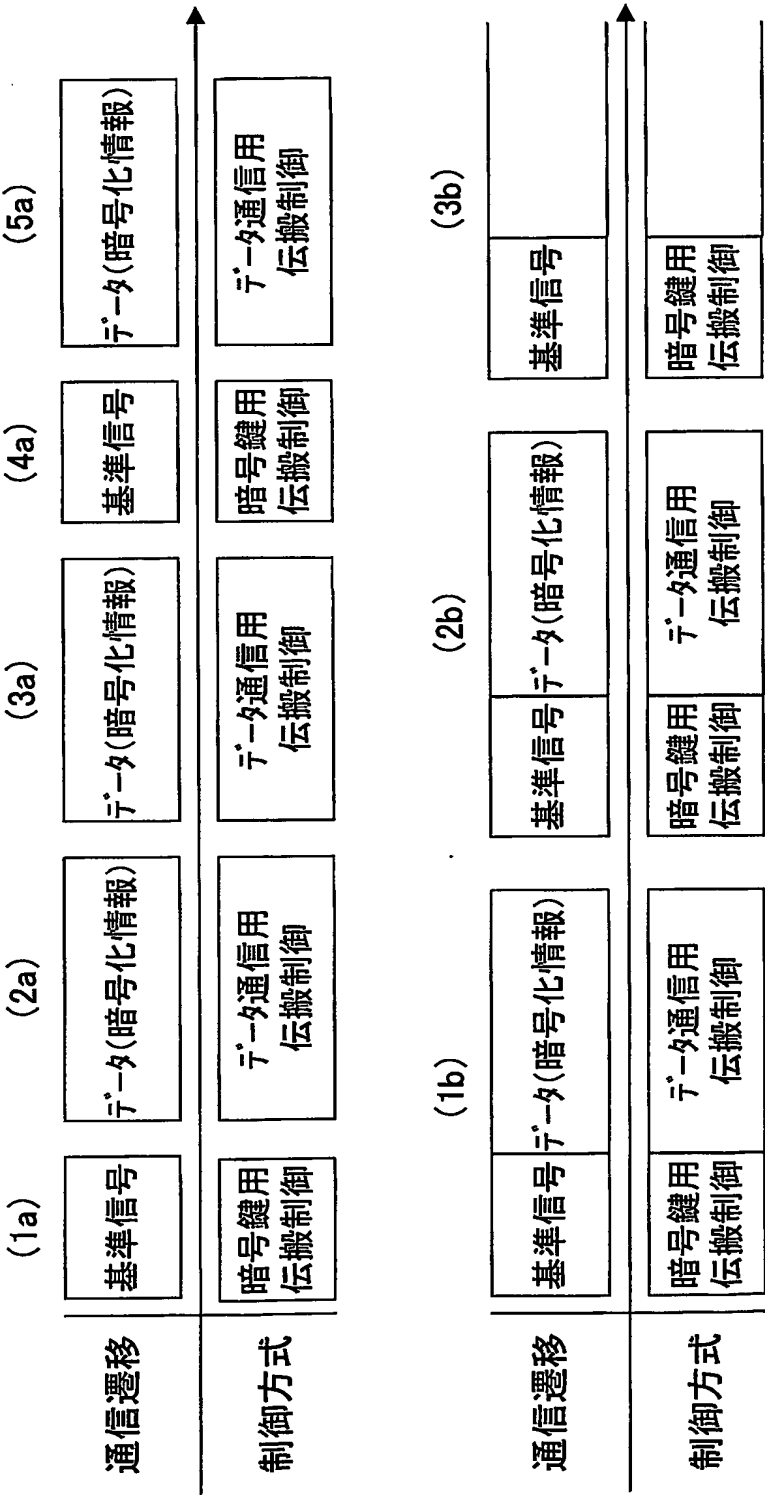 (1a)
(2a)
(3a)
(4a)
(5a)
通信遷移
基準信号
データ(暗号化情報)
データ(暗号化情報)
基準信号
データ(暗号化情報)
制御方式
暗号鍵用
伝搬制御
データ通信用
伝搬制御
データ通信用
伝搬制御
暗号鍵用
伝搬制御
データ通信用
伝搬制御
(1b)
(2b)
(3b)
通信遷移
基準信号
データ(暗号化情報)
基準信号
データ(暗号化情報)
基準信号
制御方式
暗号鍵用
伝搬制御
データ通信用
伝搬制御
暗号鍵用
伝搬制御
データ通信用
伝搬制御
暗号鍵用
伝搬制御